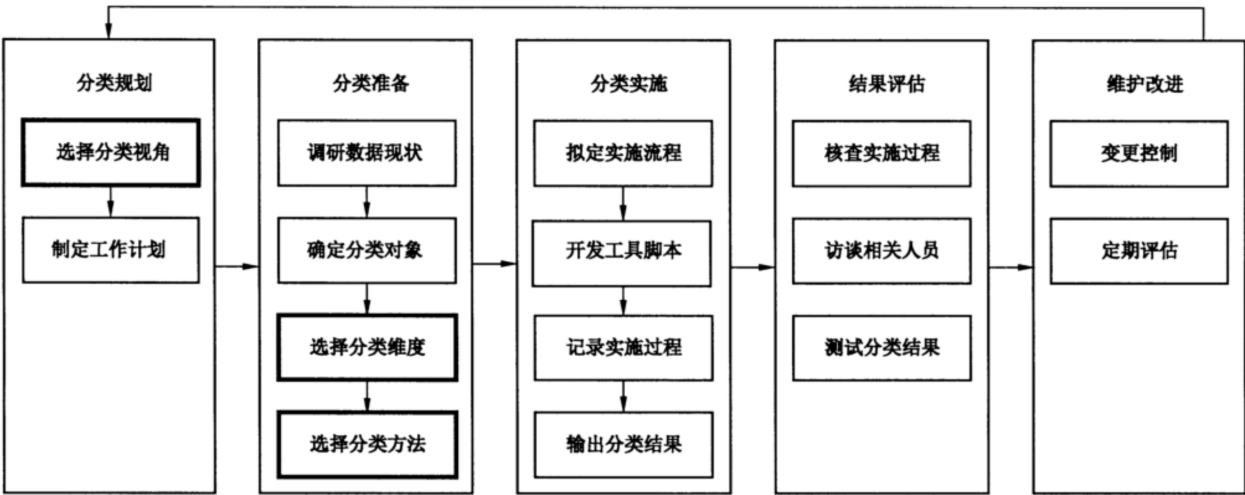 分类规划
选择分类视角
制定工作计划
分类准备
调研数据现状
确定分类对象
选择分类维度
选择分类方法
分类实施
拟定实施流程
开发工具脚本
记录实施过程
输出分类结果
结果评估
核查实施过程
访谈相关人员
测试分类结果
维护改进
变更控制
定期评估